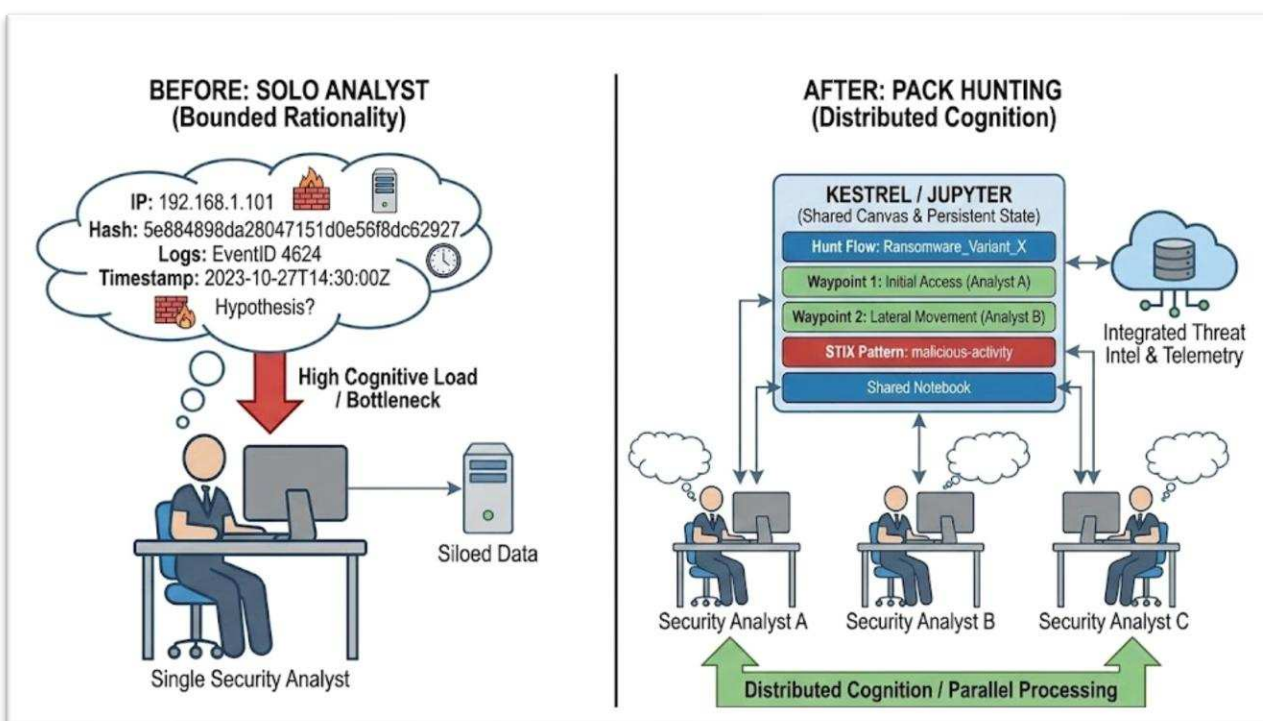 BEFORE: SOLO ANALYST
(Bounded Rationality)
IP: 192.168.1.101
Hash: 5e884898da28047151d0e56f8dc62927
Logs: EventID 4624
Timestamp: 2023-10-27T14:30:00Z
Hypothesis?
High Cognitive Load
/ Bottleneck
Siloed Data
Single Security Analyst
AFTER: PACK HUNTING
(Distributed Cognition)
KESTREL / JUPYTER
(Shared Canvas & Persistent State)
Hunt Flow: Ransomware_Variant_X
Waypoint 1: Initial Access (Analyst A)
Waypoint 2: Lateral Movement (Analyst B)
STIX Pattern: malicious-activity
Shared Notebook
Integrated Threat
Intel & Telemetry
Security Analyst A
Security Analyst B
Security Analyst C
Distributed Cognition / Parallel Processing